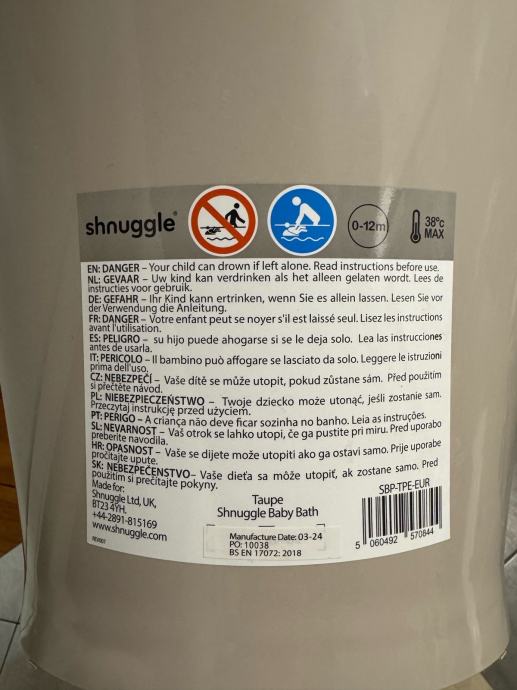 shnuggle®
0-12m
38°c
MAX
EN: DANGER – Your child can drown if left alone. Read instructions before use.
NL: GEVAAR – Uw kind kan verdrinken als het alleen gelaten wordt. Lees de
instructies voor gebruik.
DE: GEFAHR – Ihr Kind kann ertrinken, wenn Sie es allein lassen. Lesen Sie vor
der Verwendung die Anleitung.
FR: DANGER – Votre enfant peut se noyer s'il est laissé seul. Lisez les instructions
avant l'utilisation.
ES: PELIGRO – su hijo puede ahogarse si se le deja solo. Lea las instrucciones
antes de usarla.
IT: PERICOLO – Il bambino può affogare se lasciato da solo. Leggere le istruzioni
prima dell'uso.
CZ: NEBEZPEČÍ – Vaše dítě se může utopit, pokud zůstane sám. Před použitím
si přečtěte návod.
PL: NIEBEZPIECZEŃSTWO – Twoje dziecko może utonąć, jeśli zostanie sam.
Przeczytaj instrukcję przed użyciem.
PT: PERIGO – A criança não deve ficar sozinha no banho. Leia as instruções.
SL: NEVARNOST – Vaš otrok se lahko utopi, če ga pustite pri miru. Pred uporabo
preberite navodila.
HR: OPASNOST – Vaše se dijete može utopiti ako ga ostavi samo. Prije uporabe
pročitajte upute.
SK: NEBEZPEČENSTVO– Vaše dieťa sa môže utopiť, ak zostane samo. Pred
použitím si prečítajte pokyny.
Made for:
Shnuggle Ltd, UK,
BT23 4YH,
+44-2891-815169
www.shnuggle.com
REV001
Taupe
Shnuggle Baby Bath
Manufacture Date: 03-24
PO: 10038
BS EN 17072: 2018
SBP-TPE-EUR
5 060492 570844